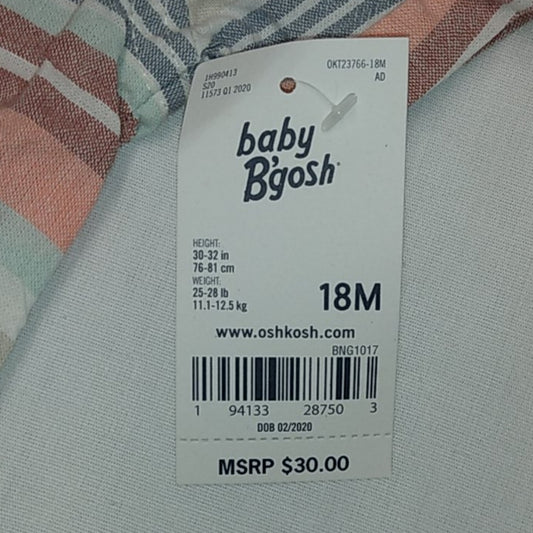 1H990413
S20
11573 Q1 2020
OKT23766-18M
AD
baby
B'gosh
HEIGHT:
30-32 in
76-81 cm
WEIGHT:
25-28 lb
11.1-12.5 kg
18M
www.oshkosh.com
BNG1017
1 94133 28750 3
DOB 02/2020
MSRP $30.00